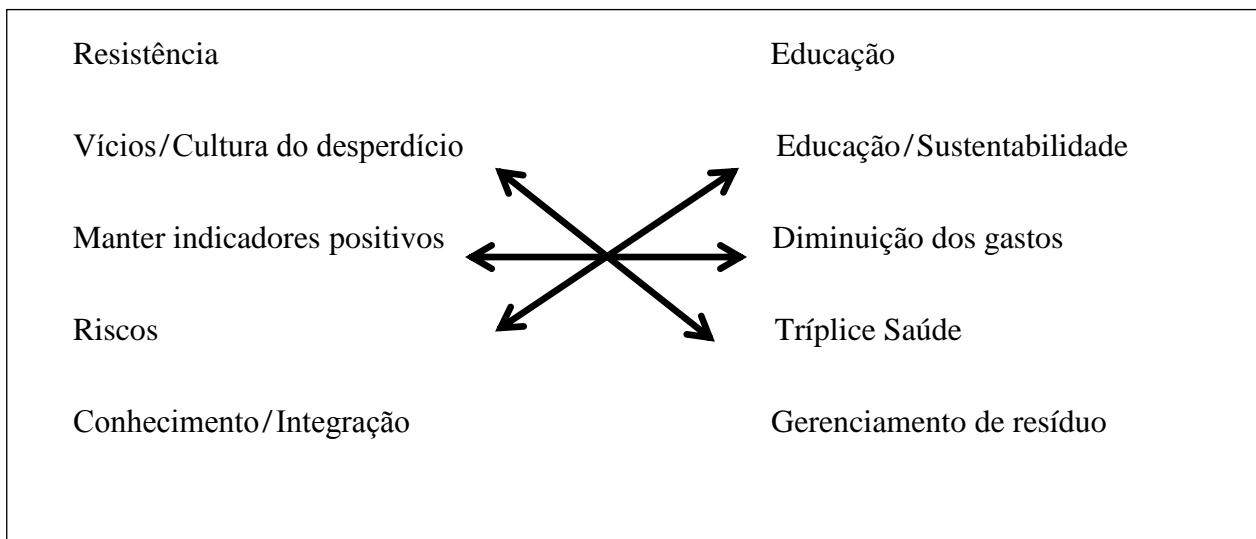 Resistência
Educação
Vícios/Cultura do desperdício
Educação/Sustentabilidade
Manter indicadores positivos
Diminuição dos gastos
Riscos
Tríplice Saúde
Conhecimento/Integração
Gerenciamento de resíduo